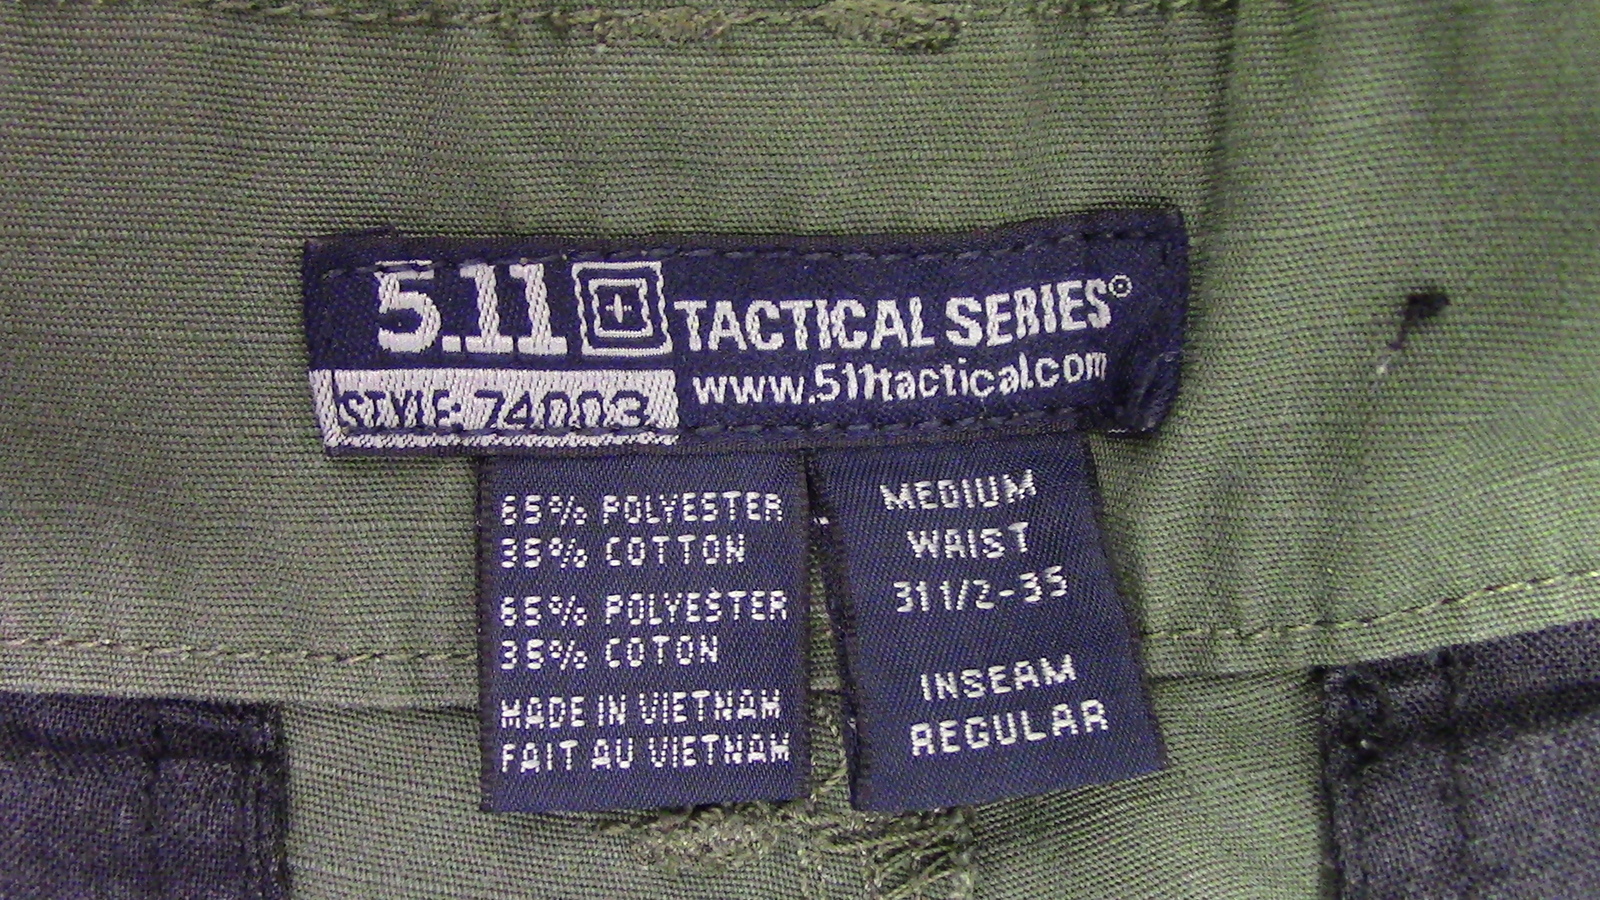 5.11 TACTICAL SERIES®
www.511tactical.com
STYLE: 74003
65% POLYESTER
35% COTTON
65% POLYESTER
35% COTON
MADE IN VIETNAM
FAIT AU VIETNAM
MEDIUM
WAIST
31 1/2-35
INSEAM
REGULAR